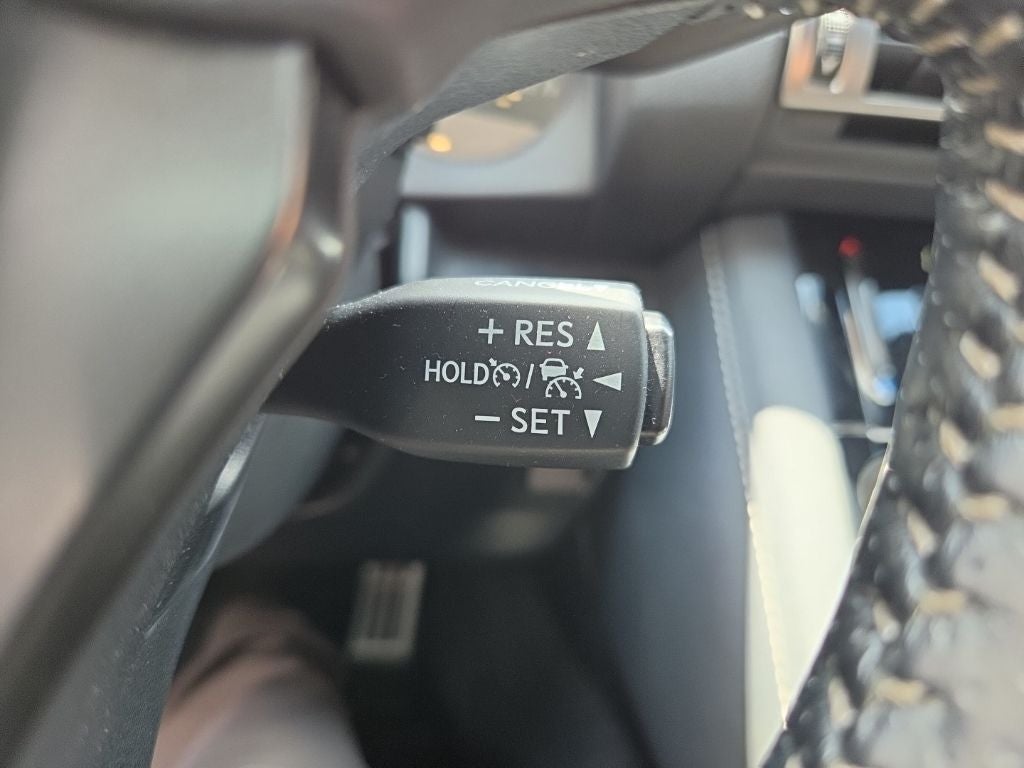 CANCEL
+ RES ▲
HOLD / ◀
− SET ▼